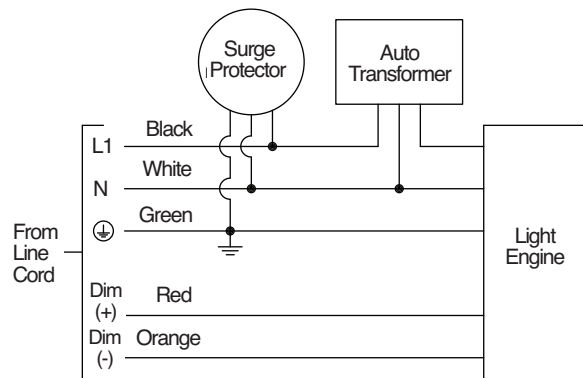 Surge
Protector
Auto
Transformer
L1
Black
N
White
Green
From
Line
Cord
Light
Engine
Dim
(+)
Red
Dim
(-)
Orange